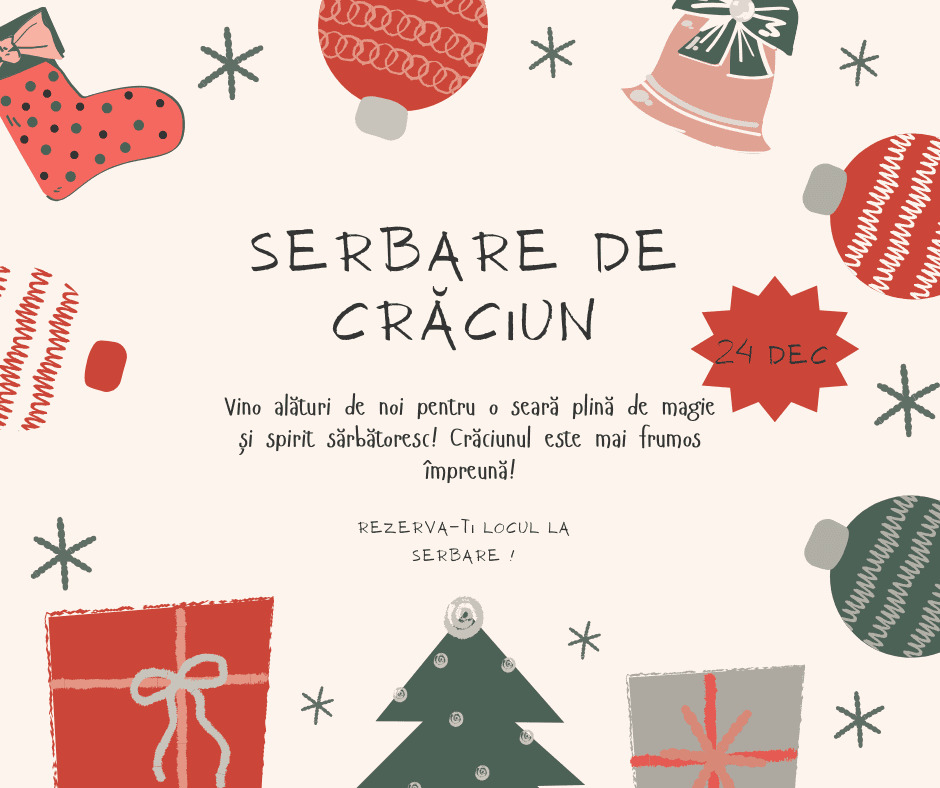 SERBARE DE
CRĂCIUN
24 DEC
Vino alături de noi pentru o seară plină de magie
și spirit sărbătoresc! Crăciunul este mai frumos
împreună!
REZERVA-TI LOCUL LA
SERBARE !